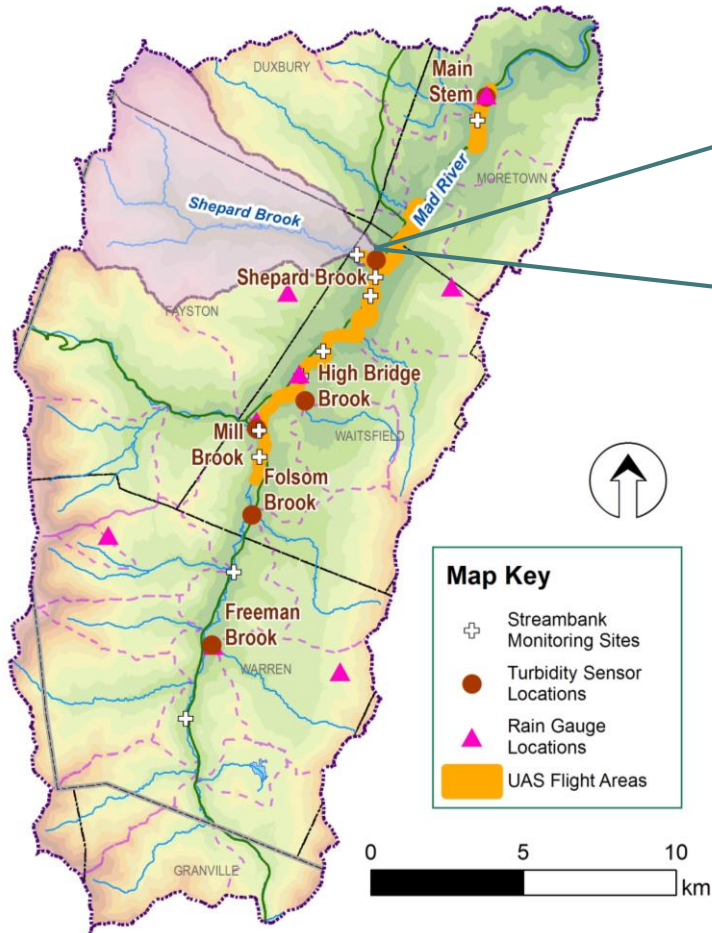 DUXBURY
Main
Stem
Mad River
MORETOWN
Shepard Brook
Shepard Brook
FAYSTON
High Bridge
Brook
Mill
Brook
WAITSFIELD
Folsom
Brook
Freeman
Brook
WARREN
GRANVILLE
Map Key
Streambank
Monitoring Sites
Turbidity Sensor
Locations
Rain Gauge
Locations
UAS Flight Areas
0 5 10
km